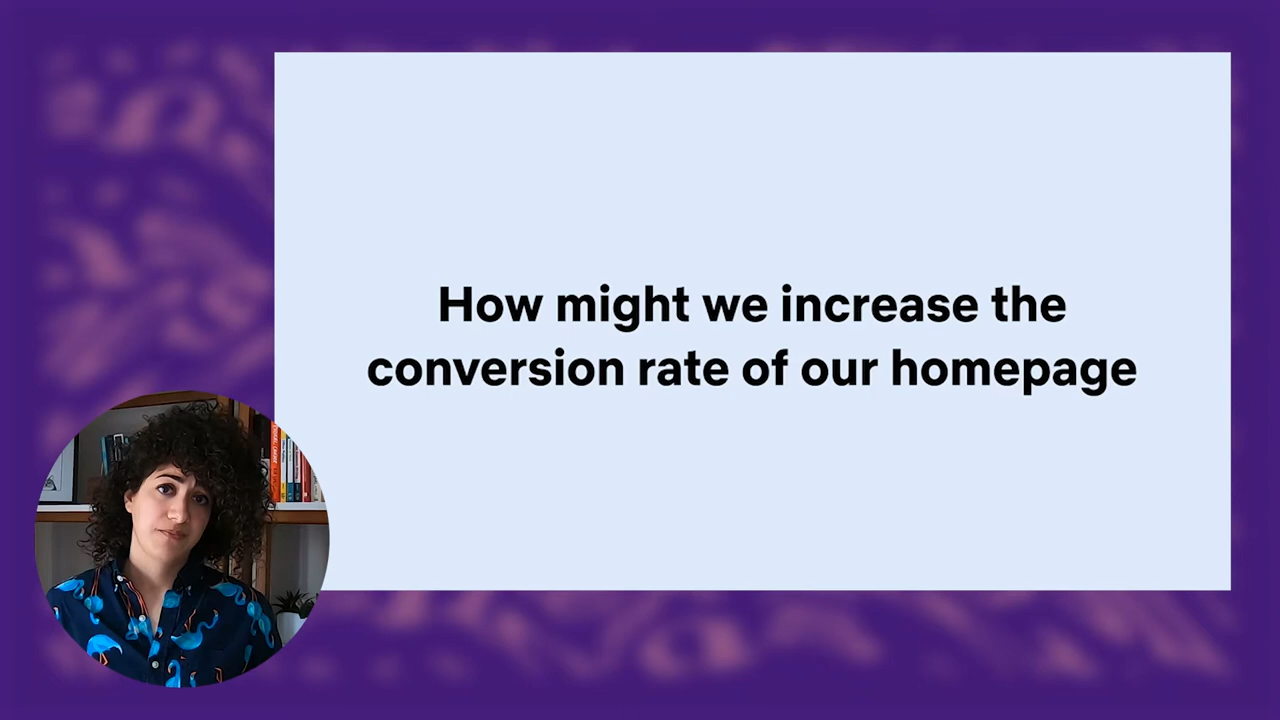 How might we increase the
conversion rate of our homepage